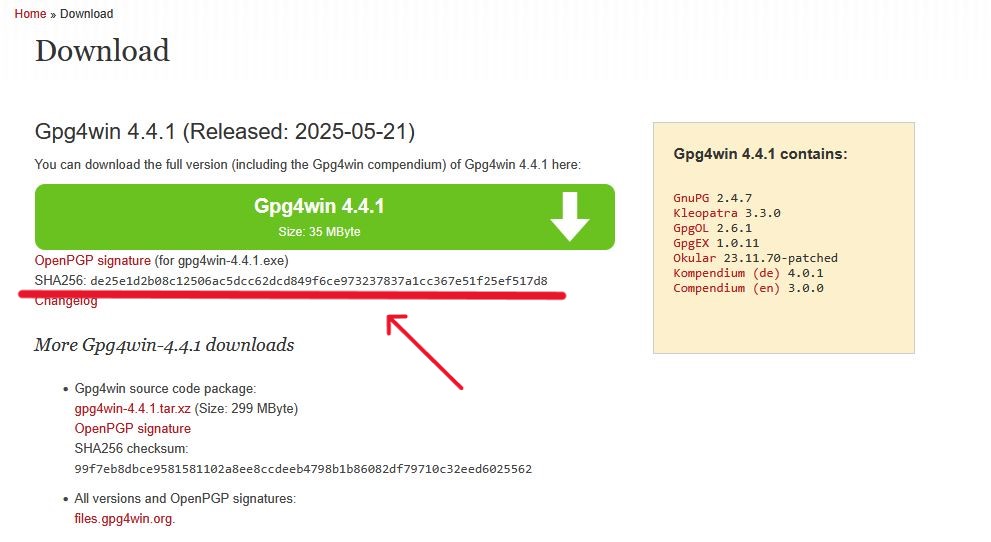 Home » Download
Download
Gpg4win 4.4.1 (Released: 2025-05-21)
You can download the full version (including the Gpg4win compendium) of Gpg4win 4.4.1 here:
Gpg4win 4.4.1
Size: 35 MByte
OpenPGP signature (for gpg4win-4.4.1.exe)
SHA256: de25e1d2b08c12506ac5dcc62dcd849f6ce973237837a1cc367e51f25ef517d8
Changelog
More Gpg4win-4.4.1 downloads
• Gpg4win source code package:
gpg4win-4.4.1.tar.xz (Size: 299 MByte)
OpenPGP signature
SHA256 checksum:
99f7eb8dbce9581581102a8ee8ccdeeb4798b1b86082df79710c32eed6025562
• All versions and OpenPGP signatures:
files.gpg4win.org.
Gpg4win 4.4.1 contains:
GnuPG 2.4.7
Kleopatra 3.3.0
GpgOL 2.6.1
GpgEX 1.0.11
Okular 23.11.70-patched
Kompendium (de) 4.0.1
Compendium (en) 3.0.0